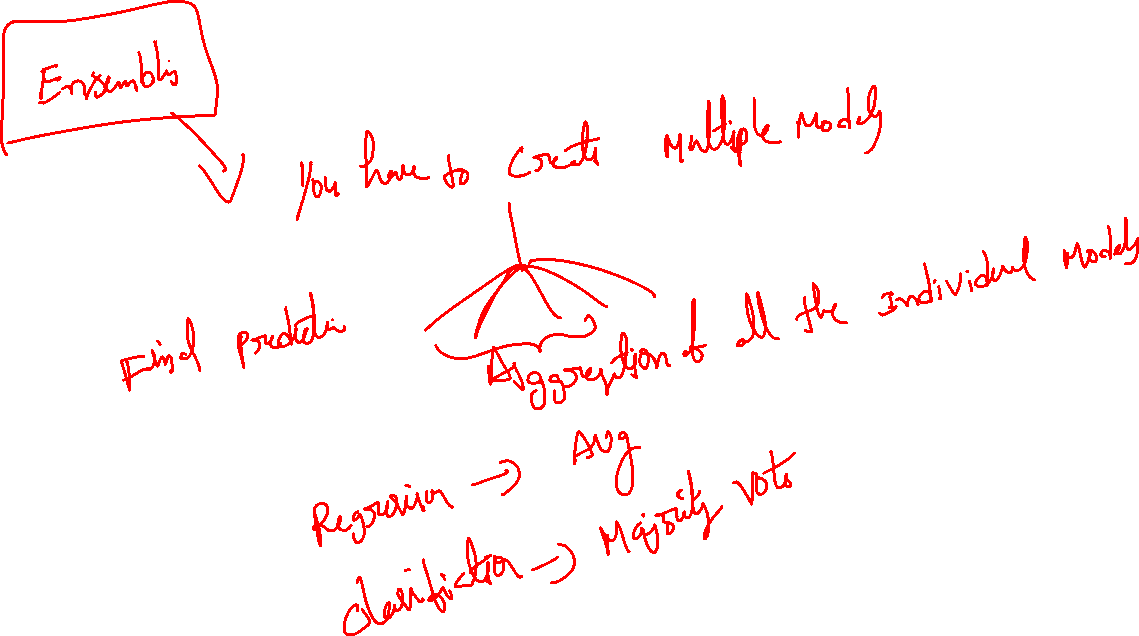 Ensembles
You have to create Multiple Models
Final prediction
Aggregation of all the individual Models
Regression → Avg
Classification → Majority vote